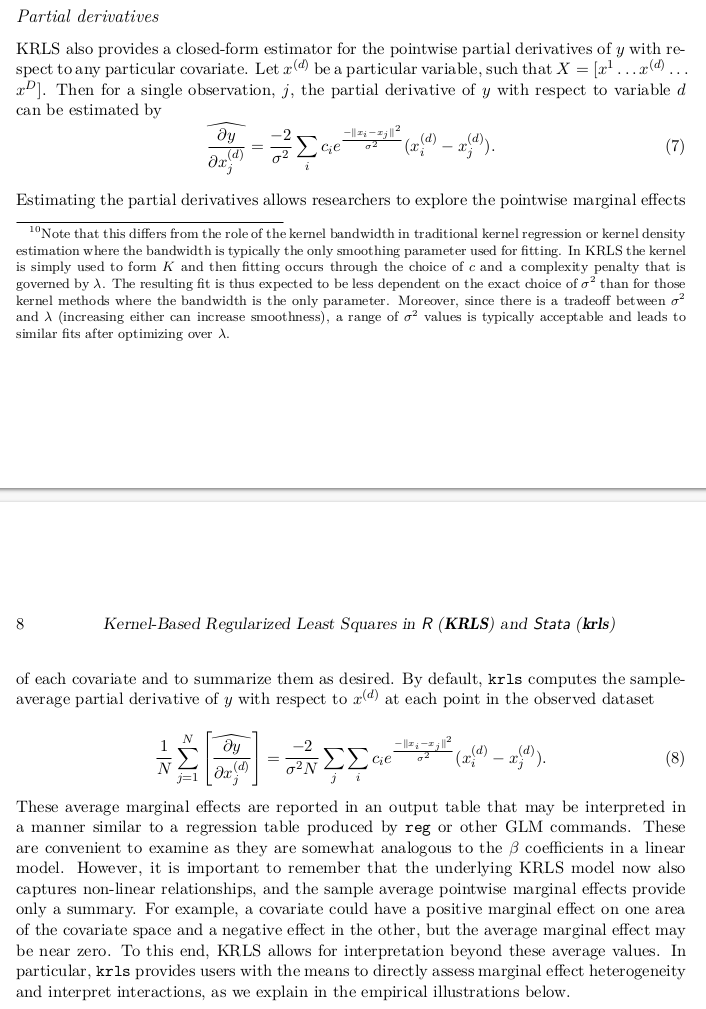 Partial derivatives
KRLS also provides a closed-form estimator for the pointwise partial derivatives of y with re-
spect to any particular covariate. Let x^{(d)} be a particular variable, such that X = [x^1 . . . x^{(d)} . . .
x^D]. Then for a single observation, j, the partial derivative of y with respect to variable d
can be estimated by
\widehat{\frac{∂y}{∂x_j^{(d)}}} = \frac{−2}{σ^2} \sum_i c_i e^{\frac{−‖x_i−x_j‖^2}{σ^2}} (x_i^{(d)} − x_j^{(d)}). (7)
Estimating the partial derivatives allows researchers to explore the pointwise marginal effects
^{10}Note that this differs from the role of the kernel bandwidth in traditional kernel regression or kernel density
estimation where the bandwidth is typically the only smoothing parameter used for fitting. In KRLS the kernel
is simply used to form K and then fitting occurs through the choice of c and a complexity penalty that is
governed by λ. The resulting fit is thus expected to be less dependent on the exact choice of σ^2 than for those
kernel methods where the bandwidth is the only parameter. Moreover, since there is a tradeoff between σ^2
and λ (increasing either can increase smoothness), a range of σ^2 values is typically acceptable and leads to
similar fits after optimizing over λ.
8 Kernel-Based Regularized Least Squares in R (KRLS) and Stata (krls)
of each covariate and to summarize them as desired. By default, krls computes the sample-
average partial derivative of y with respect to x^{(d)} at each point in the observed dataset
\frac{1}{N} \sum_{j=1}^{N} \left[\widehat{\frac{∂y}{∂x_j^{(d)}}}\right] = \frac{−2}{σ^2 N} \sum_j \sum_i c_i e^{\frac{−‖x_i−x_j‖^2}{σ^2}} (x_i^{(d)} − x_j^{(d)}). (8)
These average marginal effects are reported in an output table that may be interpreted in
a manner similar to a regression table produced by reg or other GLM commands. These
are convenient to examine as they are somewhat analogous to the β coefficients in a linear
model. However, it is important to remember that the underlying KRLS model now also
captures non-linear relationships, and the sample average pointwise marginal effects provide
only a summary. For example, a covariate could have a positive marginal effect on one area
of the covariate space and a negative effect in the other, but the average marginal effect may
be near zero. To this end, KRLS allows for interpretation beyond these average values. In
particular, krls provides users with the means to directly assess marginal effect heterogeneity
and interpret interactions, as we explain in the empirical illustrations below.